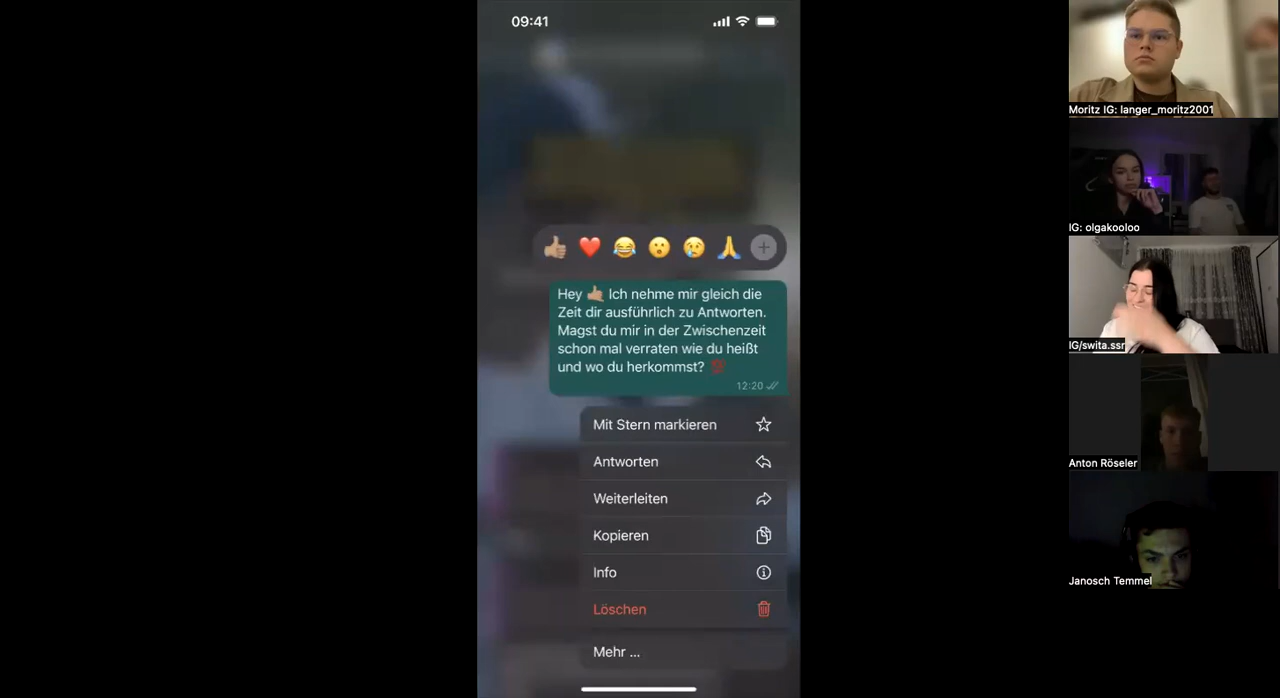 09:41
Hey 🤙🏼 Ich nehme mir gleich die
Zeit dir ausführlich zu Antworten.
Magst du mir in der Zwischenzeit
schon mal verraten wie du heißt
und wo du herkommst? 💯
12:20
Mit Stern markieren
Antworten
Weiterleiten
Kopieren
Info
Löschen
Mehr ...
Moritz IG: langer_moritz2001
IG: olgakooloo
IG/swita.ssr
Anton Röseler
Janosch Temmel